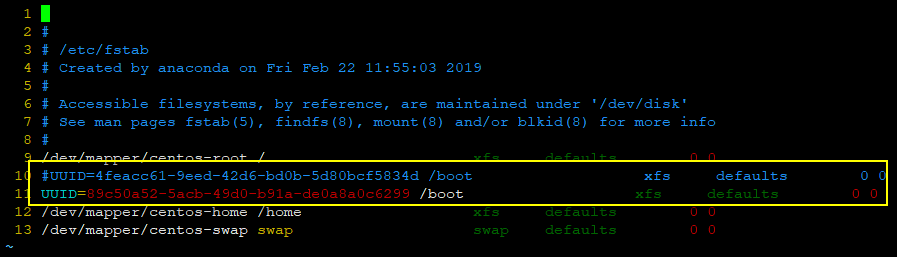 1
2 #
3 # /etc/fstab
4 # Created by anaconda on Fri Feb 22 11:55:03 2019
5 #
6 # Accessible filesystems, by reference, are maintained under '/dev/disk'
7 # See man pages fstab(5), findfs(8), mount(8) and/or blkid(8) for more info
8 #
9 /dev/mapper/centos-root / xfs defaults 0 0
10 #UUID=4feacc61-9eed-42d6-bd0b-5d80bcf5834d /boot xfs defaults 0 0
11 UUID=89c50a52-5acb-49d0-b91a-de0a8a0c6299 /boot xfs defaults 0 0
12 /dev/mapper/centos-home /home xfs defaults 0 0
13 /dev/mapper/centos-swap swap swap defaults 0 0
~